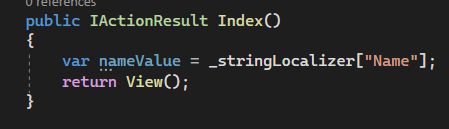 0 references
public IActionResult Index()
{
var nameValue = _stringLocalizer["Name"];
return View();
}